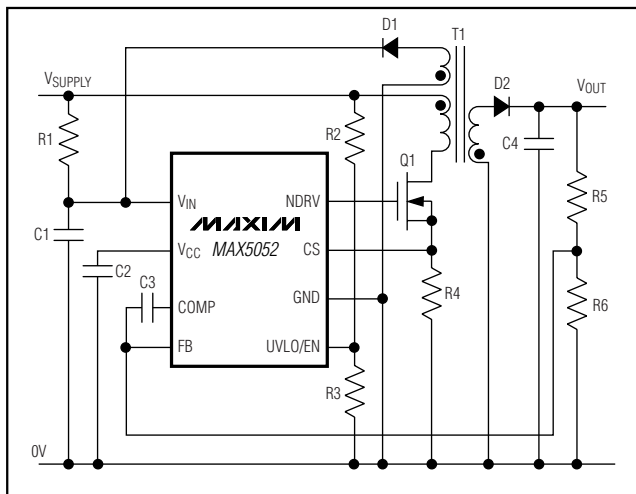 D1
T1
VSUPPLY
D2
VOUT
R1
R2
Q1
C4
R5
VIN
NDRV
MAXIM
MAX5052
C1
VCC
CS
C2
R4
C3
COMP
GND
R6
FB
UVLO/EN
R3
0V